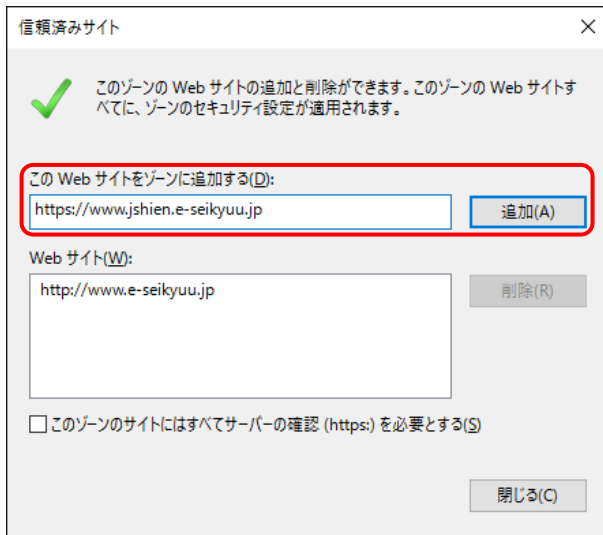 信頼済みサイト
このゾーンの Web サイトの追加と削除ができます。このゾーンの Web サイトす
べてに、ゾーンのセキュリティ設定が適用されます。
この Web サイトをゾーンに追加する(D):
https://www.jshien.e-seikyuu.jp
追加(A)
Web サイト(W):
http://www.e-seikyuu.jp
削除(R)
このゾーンのサイトにはすべてサーバーの確認 (https:) を必要とする(S)
閉じる(C)